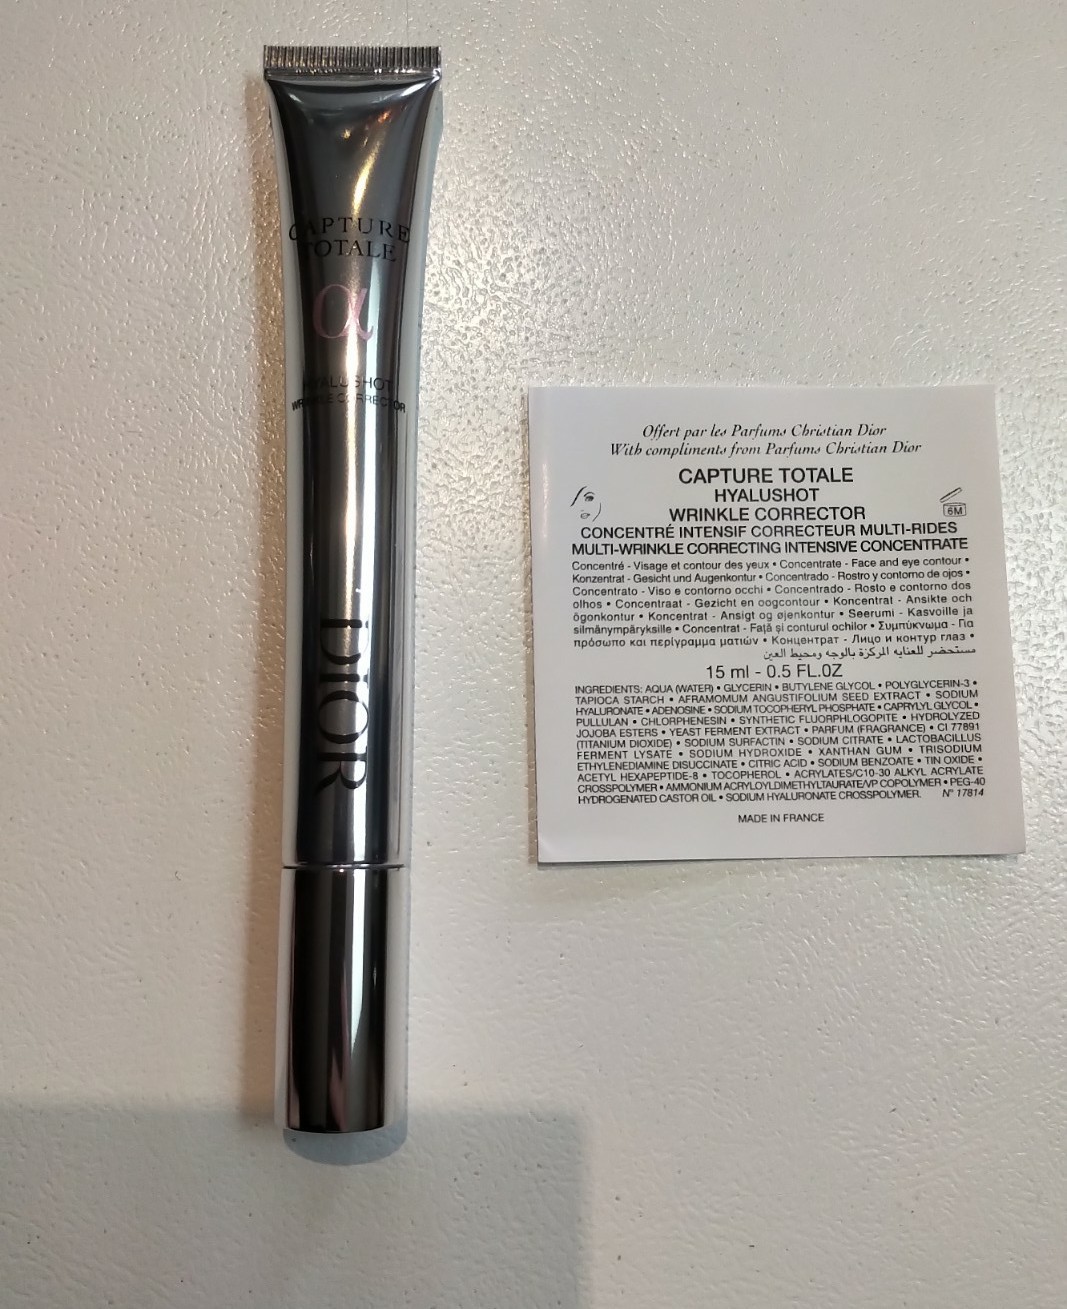 CAPTURE
TOTALE
α
HYALUSHOT
WRINKLE CORRECTOR
DIOR
Offert par les Parfums Christian Dior
With compliments from Parfums Christian Dior
CAPTURE TOTALE
HYALUSHOT
WRINKLE CORRECTOR
6M
CONCENTRÉ INTENSIF CORRECTEUR MULTI-RIDES
MULTI-WRINKLE CORRECTING INTENSIVE CONCENTRATE
Concentré - Visage et contour des yeux • Concentrate - Face and eye contour •
Konzentrat - Gesicht und Augenkontur • Concentrado - Rostro y contorno de ojos •
Concentrato - Viso e contorno occhi • Concentrado - Rosto e contorno dos
olhos • Concentraat - Gezicht en oogcontour • Koncentrat - Ansikte och
ögonkontur • Koncentrat - Ansigt og øjenkontur • Seerumi - Kasvoille ja
silmänympäryksille • Concentrat - Față și conturul ochilor • Συμπύκνωμα - Για
πρόσωπο και περίγραμμα ματιών • Концентрат - Лицо и контур глаз •
مستحضر للعنايه المركزة بالوجه ومحيط العين
15 ml - 0.5 FL.OZ
INGREDIENTS: AQUA (WATER) • GLYCERIN • BUTYLENE GLYCOL • POLYGLYCERIN-3 •
TAPIOCA STARCH • AFRAMOMUM ANGUSTIFOLIUM SEED EXTRACT • SODIUM
HYALURONATE • ADENOSINE • SODIUM TOCOPHERYL PHOSPHATE • CAPRYLYL GLYCOL •
PULLULAN • CHLORPHENESIN • SYNTHETIC FLUORPHLOGOPITE • HYDROLYZED
JOJOBA ESTERS • YEAST FERMENT EXTRACT • PARFUM (FRAGRANCE) • CI 77891
(TITANIUM DIOXIDE) • SODIUM SURFACTIN • SODIUM CITRATE • LACTOBACILLUS
FERMENT LYSATE • SODIUM HYDROXIDE • XANTHAN GUM • TRISODIUM
ETHYLENEDIAMINE DISUCCINATE • CITRIC ACID • SODIUM BENZOATE • TIN OXIDE •
ACETYL HEXAPEPTIDE-8 • TOCOPHEROL • ACRYLATES/C10-30 ALKYL ACRYLATE
CROSSPOLYMER • AMMONIUM ACRYLOYLDIMETHYLTAURATE/VP COPOLYMER • PEG-40
HYDROGENATED CASTOR OIL • SODIUM HYALURONATE CROSSPOLYMER. N° 17814
MADE IN FRANCE